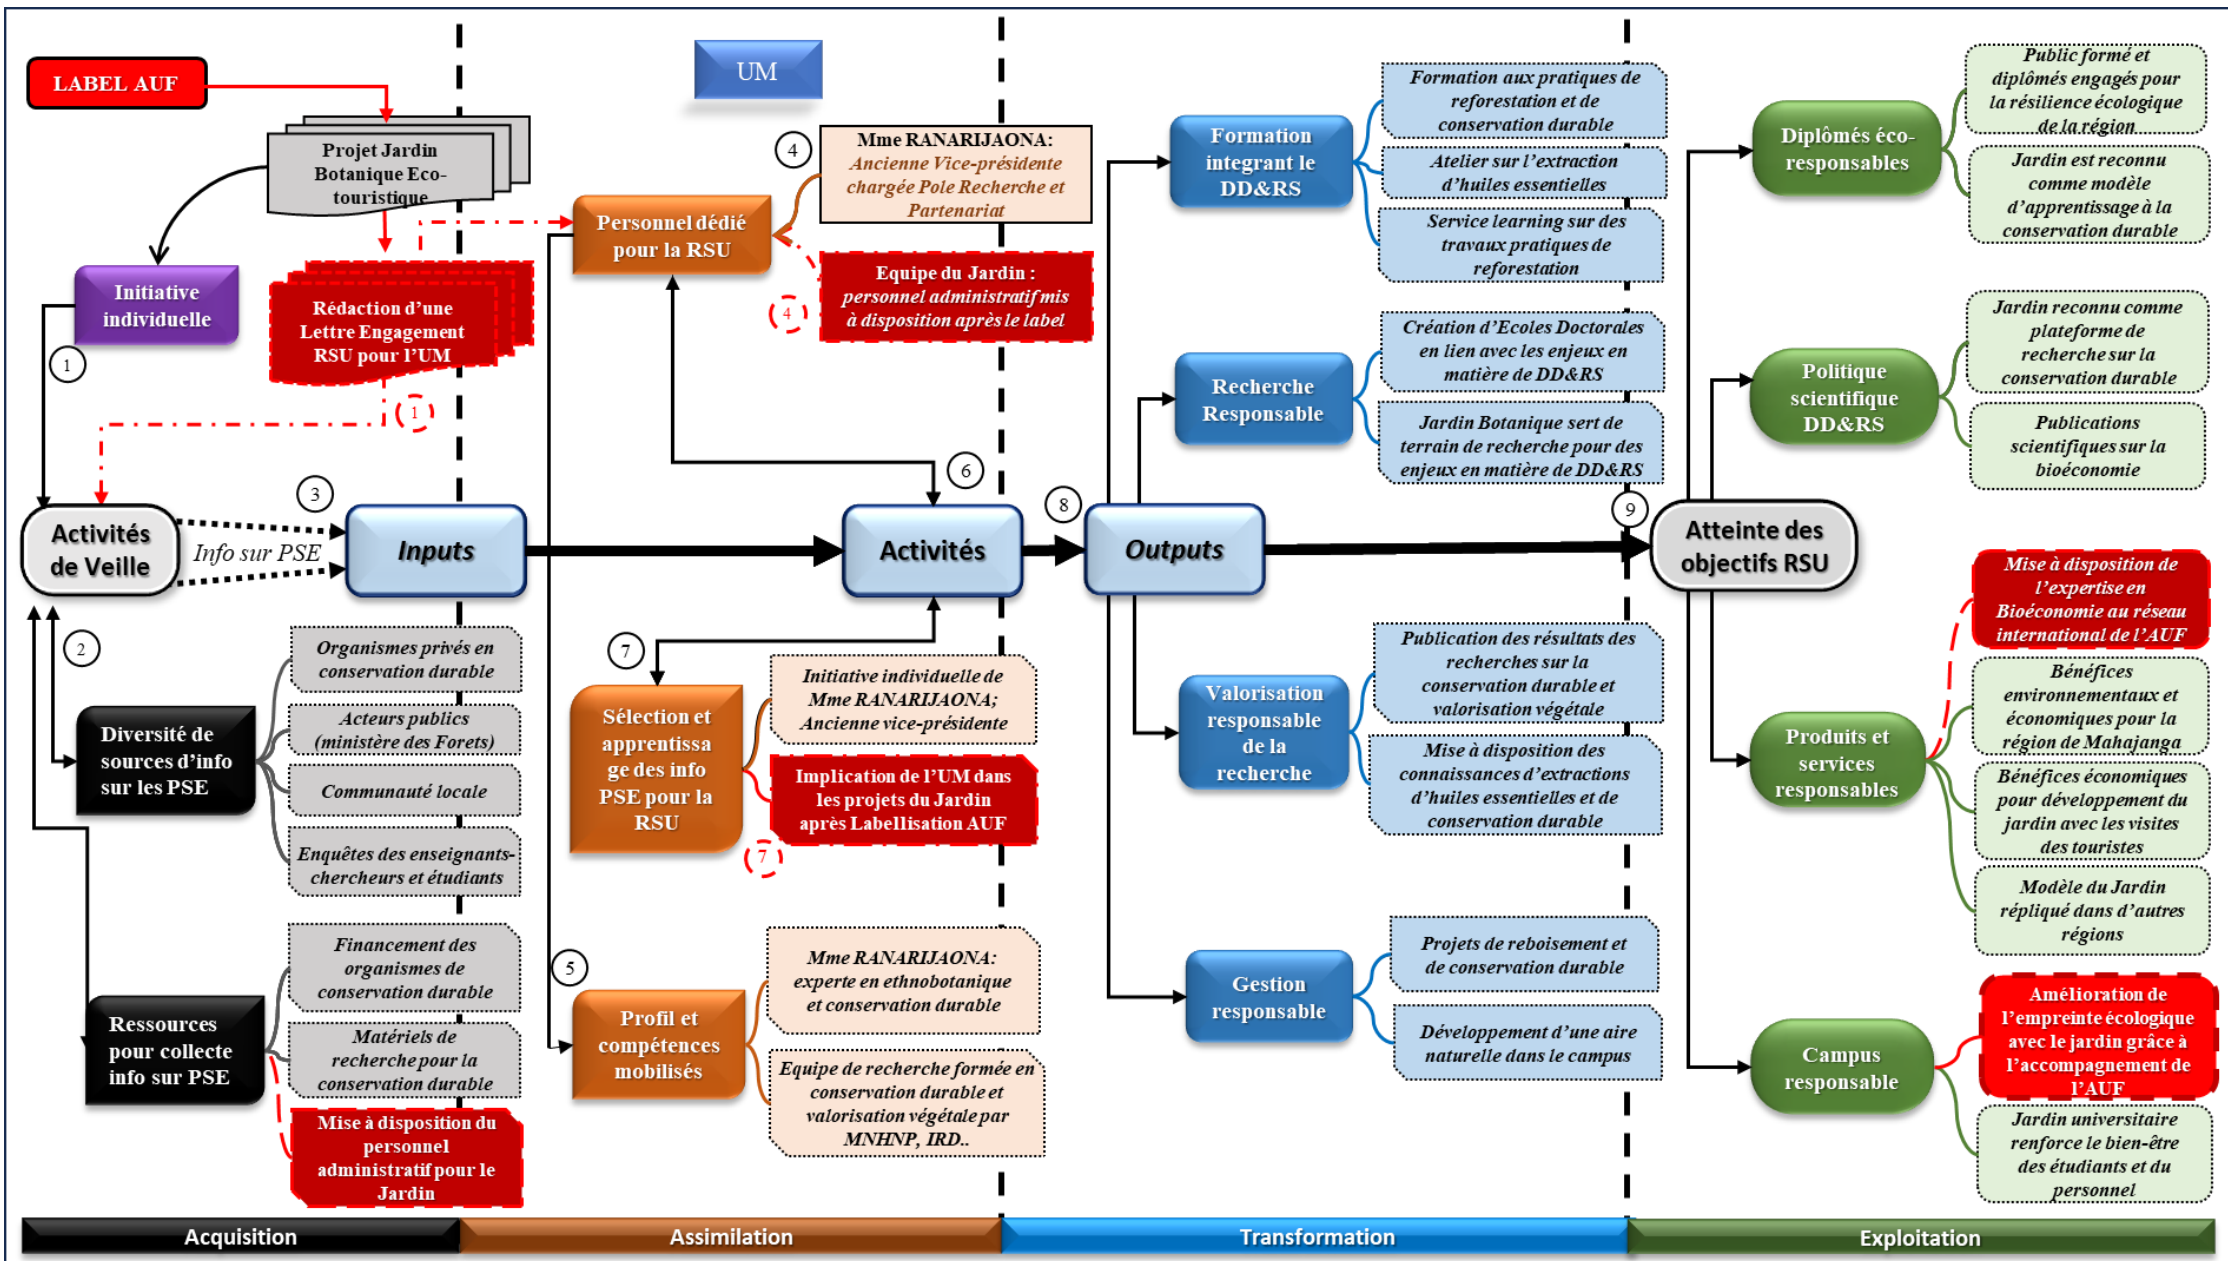 LABEL AUF
Projet Jardin
Botanique Eco-
touristique
Initiative
individuelle
1
Rédaction d'une
Lettre Engagement
RSU pour l'UM
1
Activités
de Veille
Info sur PSE
3
Inputs
2
Diversité de
sources d'info
sur les PSE
Organismes privés en
conservation durable
Acteurs publics
(ministère des Forets)
Communauté locale
Enquêtes des enseignants-
chercheurs et étudiants
Ressources
pour collecte
info sur PSE
Financement des
organismes de
conservation durable
Matériels de
recherche pour la
conservation durable
Mise à disposition du
personnel
administratif pour le
Jardin
Acquisition
UM
4
Mme RANARIJAONA:
Ancienne Vice-présidente
chargée Pole Recherche et
Partenariat
Personnel dédié
pour la RSU
4
Equipe du Jardin :
personnel administratif mis
à disposition après le label
6
Activités
7
Sélection et
apprentissa
ge des info
PSE pour la
RSU
Initiative individuelle de
Mme RANARIJAONA;
Ancienne vice-présidente
Implication de l'UM dans
les projets du Jardin
après Labellisation AUF
7
5
Profil et
compétences
mobilisés
Mme RANARIJAONA:
experte en ethnobotanique
et conservation durable
Equipe de recherche formée en
conservation durable et
valorisation végétale par
MNHNP, IRD..
Assimilation
8
Outputs
Formation
integrant le
DD&RS
Formation aux pratiques de
reforestation et de
conservation durable
Atelier sur l'extraction
d'huiles essentielles
Service learning sur des
travaux pratiques de
reforestation
Recherche
Responsable
Création d'Ecoles Doctorales
en lien avec les enjeux en
matière de DD&RS
Jardin Botanique sert de
terrain de recherche pour des
enjeux en matière de DD&RS
Valorisation
responsable
de la
recherche
Publication des résultats des
recherches sur la
conservation durable et
valorisation végétale
Mise à disposition des
connaissances d'extractions
d'huiles essentielles et de
conservation durable
Gestion
responsable
Projets de reboisement et
de conservation durable
Développement d'une aire
naturelle dans le campus
Transformation
9
Atteinte des
objectifs RSU
Diplômés éco-
responsables
Public formé et
diplômés engagés pour
la résilience écologique
de la région
Jardin est reconnu
comme modèle
d'apprentissage à la
conservation durable
Politique
scientifique
DD&RS
Jardin reconnu comme
plateforme de
recherche sur la
conservation durable
Publications
scientifiques sur la
bioéconomie
Produits et
services
responsables
Mise à disposition de
l'expertise en
Bioéconomie au réseau
international de l'AUF
Bénéfices
environnementaux et
économiques pour la
région de Mahajanga
Bénéfices économiques
pour développement du
jardin avec les visites
des touristes
Modèle du Jardin
répliqué dans d'autres
régions
Campus
responsable
Amélioration de
l'empreinte écologique
avec le jardin grâce à
l'accompagnement de
l'AUF
Jardin universitaire
renforce le bien-être
des étudiants et du
personnel
Exploitation